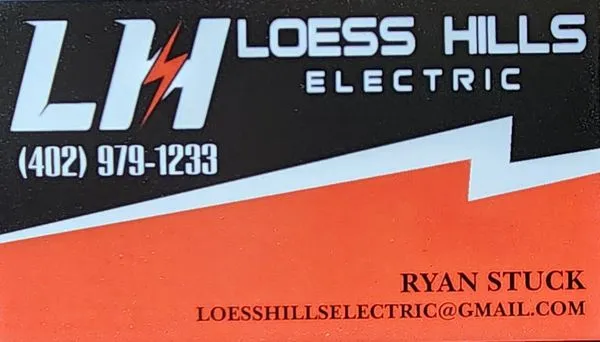 LH
LOESS HILLS
ELECTRIC
(402) 979-1233
RYAN STUCK
LOESSHILLSELECTRIC@GMAIL.COM